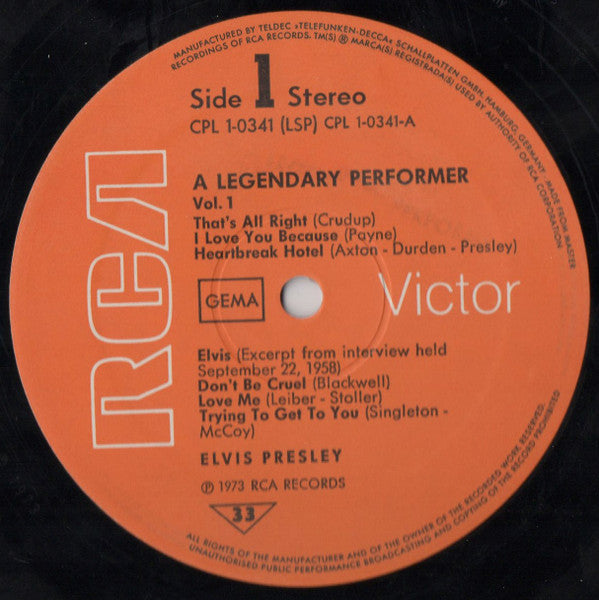 MANUFACTURED BY TELDEC »TELEFUNKEN-DECCA« SCHALLPLATTEN GMBH, HAMBURG, GERMANY · MADE FROM MASTER
RECORDINGS OF RCA RECORDS. TM(S) ® MARCA(S) REGISTRADA(S) USED BY AUTHORITY OF RCA CORPORATION.
Side 1 Stereo
CPL 1-0341 (LSP) CPL 1-0341-A
RCA
A LEGENDARY PERFORMER
Vol. 1
That's All Right (Crudup)
I Love You Because (Payne)
Heartbreak Hotel (Axton - Durden - Presley)
GEMA
Victor
Elvis (Excerpt from interview held
September 22, 1958)
Don't Be Cruel (Blackwell)
Love Me (Leiber - Stoller)
Trying To Get To You (Singleton -
McCoy)
ELVIS PRESLEY
℗ 1973 RCA RECORDS
33
ALL RIGHTS OF THE MANUFACTURER AND OF THE OWNER OF THE RECORDED WORK RESERVED.
UNAUTHORISED PUBLIC PERFORMANCE BROADCASTING AND COPYING OF THE RECORD PROHIBITED